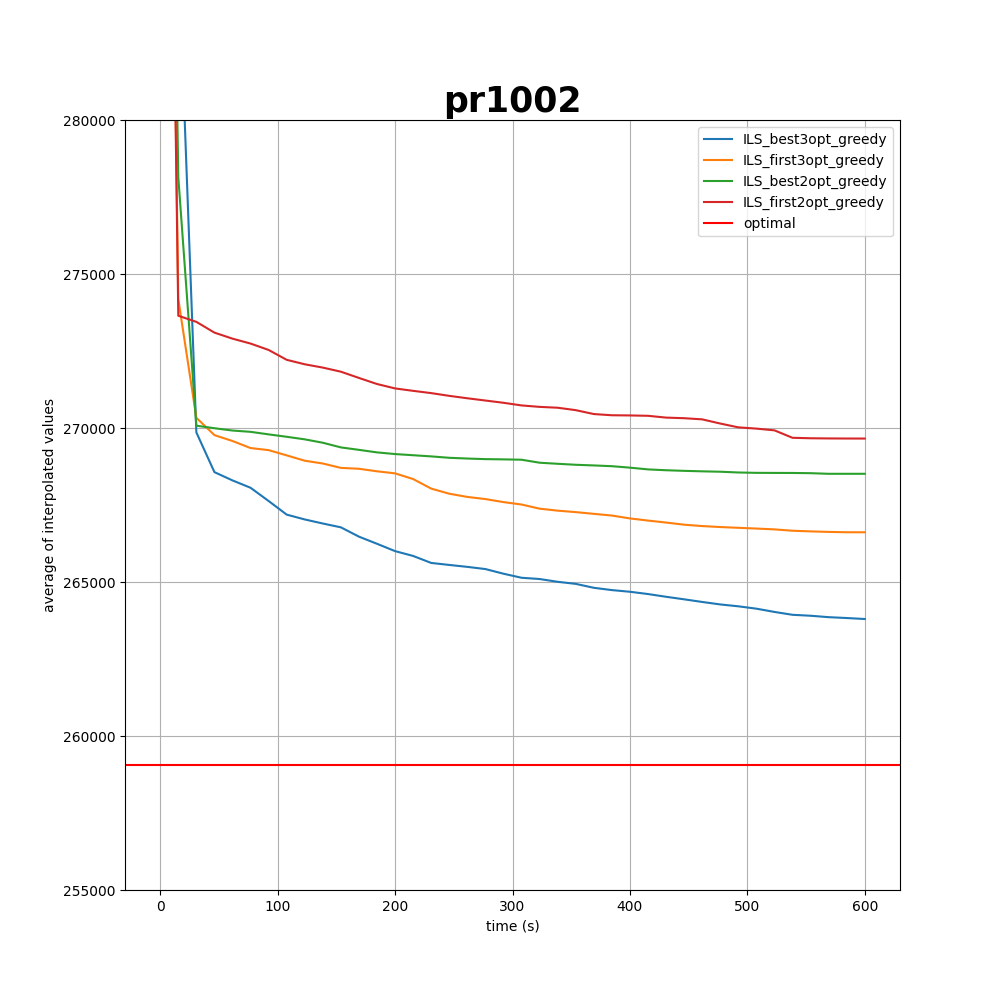 pr1002
280000
275000
270000
265000
260000
255000
average of interpolated values
ILS_best3opt_greedy
ILS_first3opt_greedy
ILS_best2opt_greedy
ILS_first2opt_greedy
optimal
0 100 200 300 400 500 600
time (s)